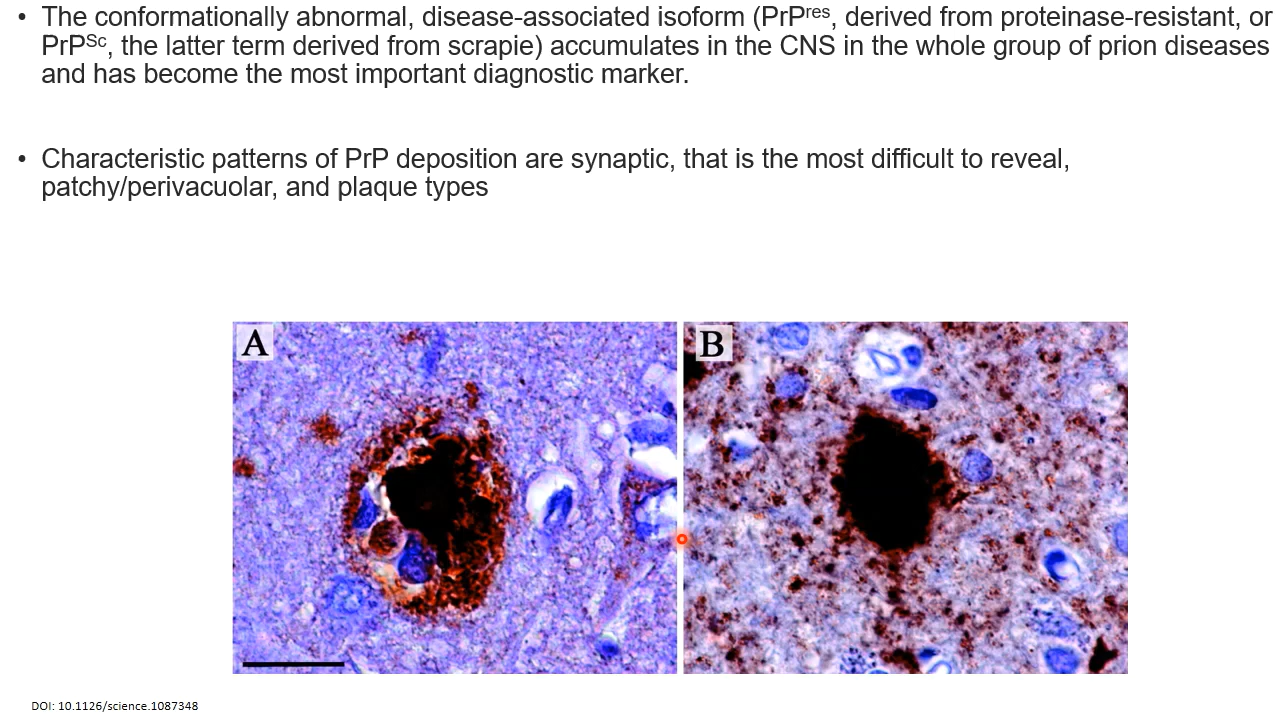 • The conformationally abnormal, disease-associated isoform (PrPres, derived from proteinase-resistant, or
PrPSc, the latter term derived from scrapie) accumulates in the CNS in the whole group of prion diseases
and has become the most important diagnostic marker.
• Characteristic patterns of PrP deposition are synaptic, that is the most difficult to reveal,
patchy/perivacuolar, and plaque types
A
B
DOI: 10.1126/science.1087348